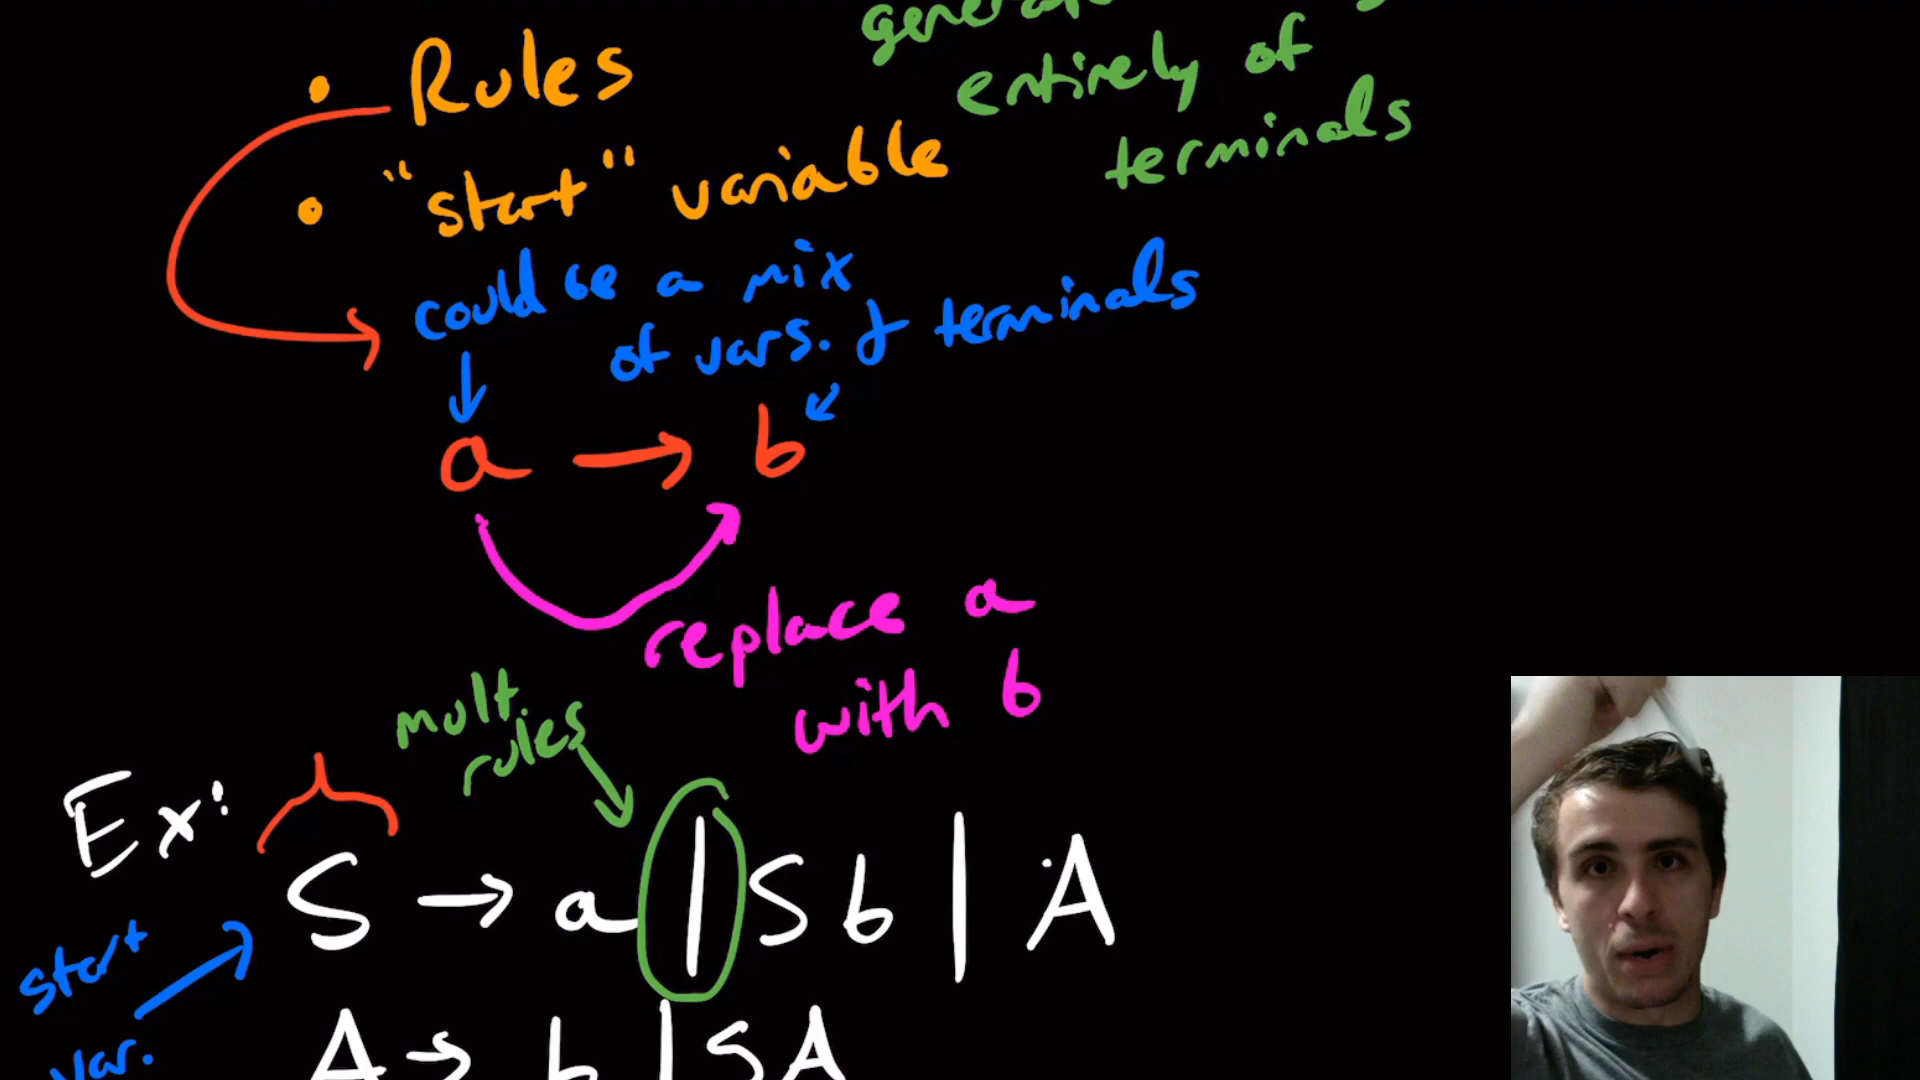 • Rules
• "start" variable
entirely of
terminals
could be a mix
of vars. & terminals
a → b
replace a
with b
mult.
rules
Ex:
S → a | Sb | A
start
var.
A → b | SA